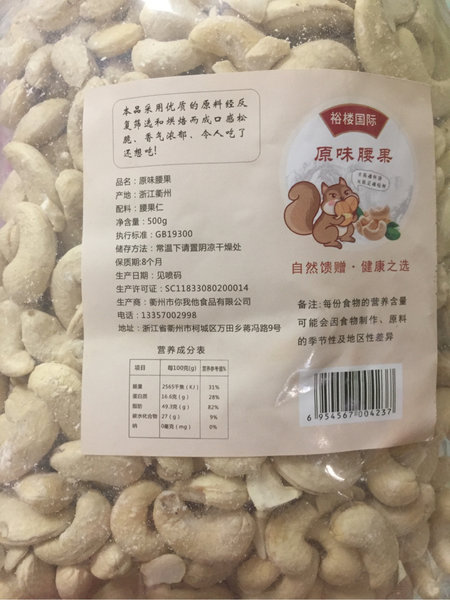 本品采用优质的原料经反
复筛选和烘焙而成口感松
脆、香气浓郁、令人吃了
还想吃!
裕楼国际
原味腰果
品名：原味腰果
产地：浙江衢州
配料：腰果仁
净含量：500g
执行标准：GB19300
储存方法：常温下请置阴凉干燥处
保质期:8个月
生产日期：见喷码
生产许可证：SC11833080200014
生产商：衢州市你我他食品有限公司
电话：13357002998
地址：浙江省衢州市柯城区万田乡蒋冯路9号
自然馈赠·健康之选
备注：每份食物的营养含量
可能会因食物制作、原料
的季节性及地区性差异
营养成分表
项目 每100克(g) 营养参考值%
能量 2565千焦（KJ） 31%
蛋白质 16.6克（g） 28%
脂肪 49.3克（g） 82%
碳水化合物 27（g） 9%
钠 0毫克（mg） 0%
6 954567 004237